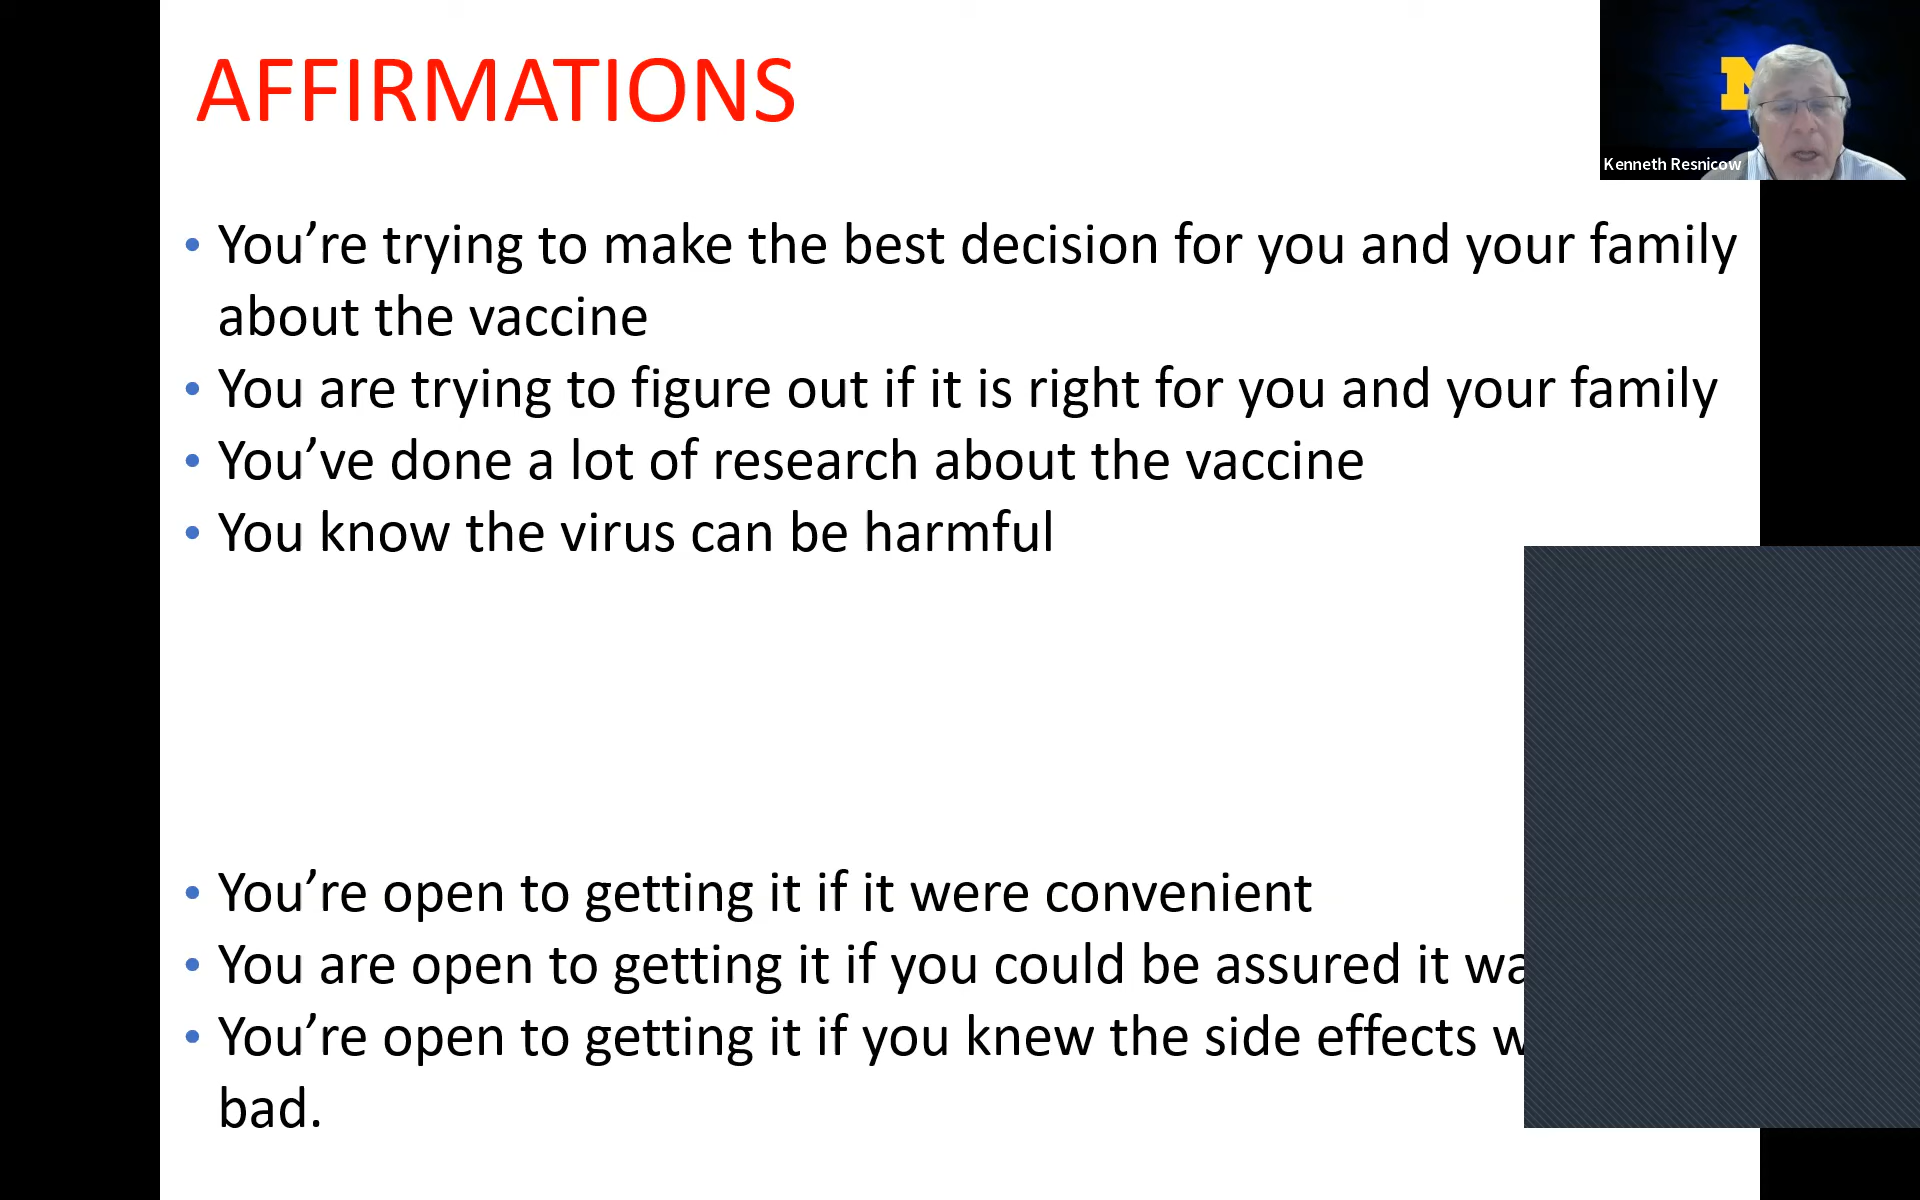 AFFIRMATIONS
Kenneth Resnicow
• You’re trying to make the best decision for you and your family
about the vaccine
• You are trying to figure out if it is right for you and your family
• You’ve done a lot of research about the vaccine
• You know the virus can be harmful
• You’re open to getting it if it were convenient
• You are open to getting it if you could be assured it
• You’re open to getting it if you knew the side effects
bad.